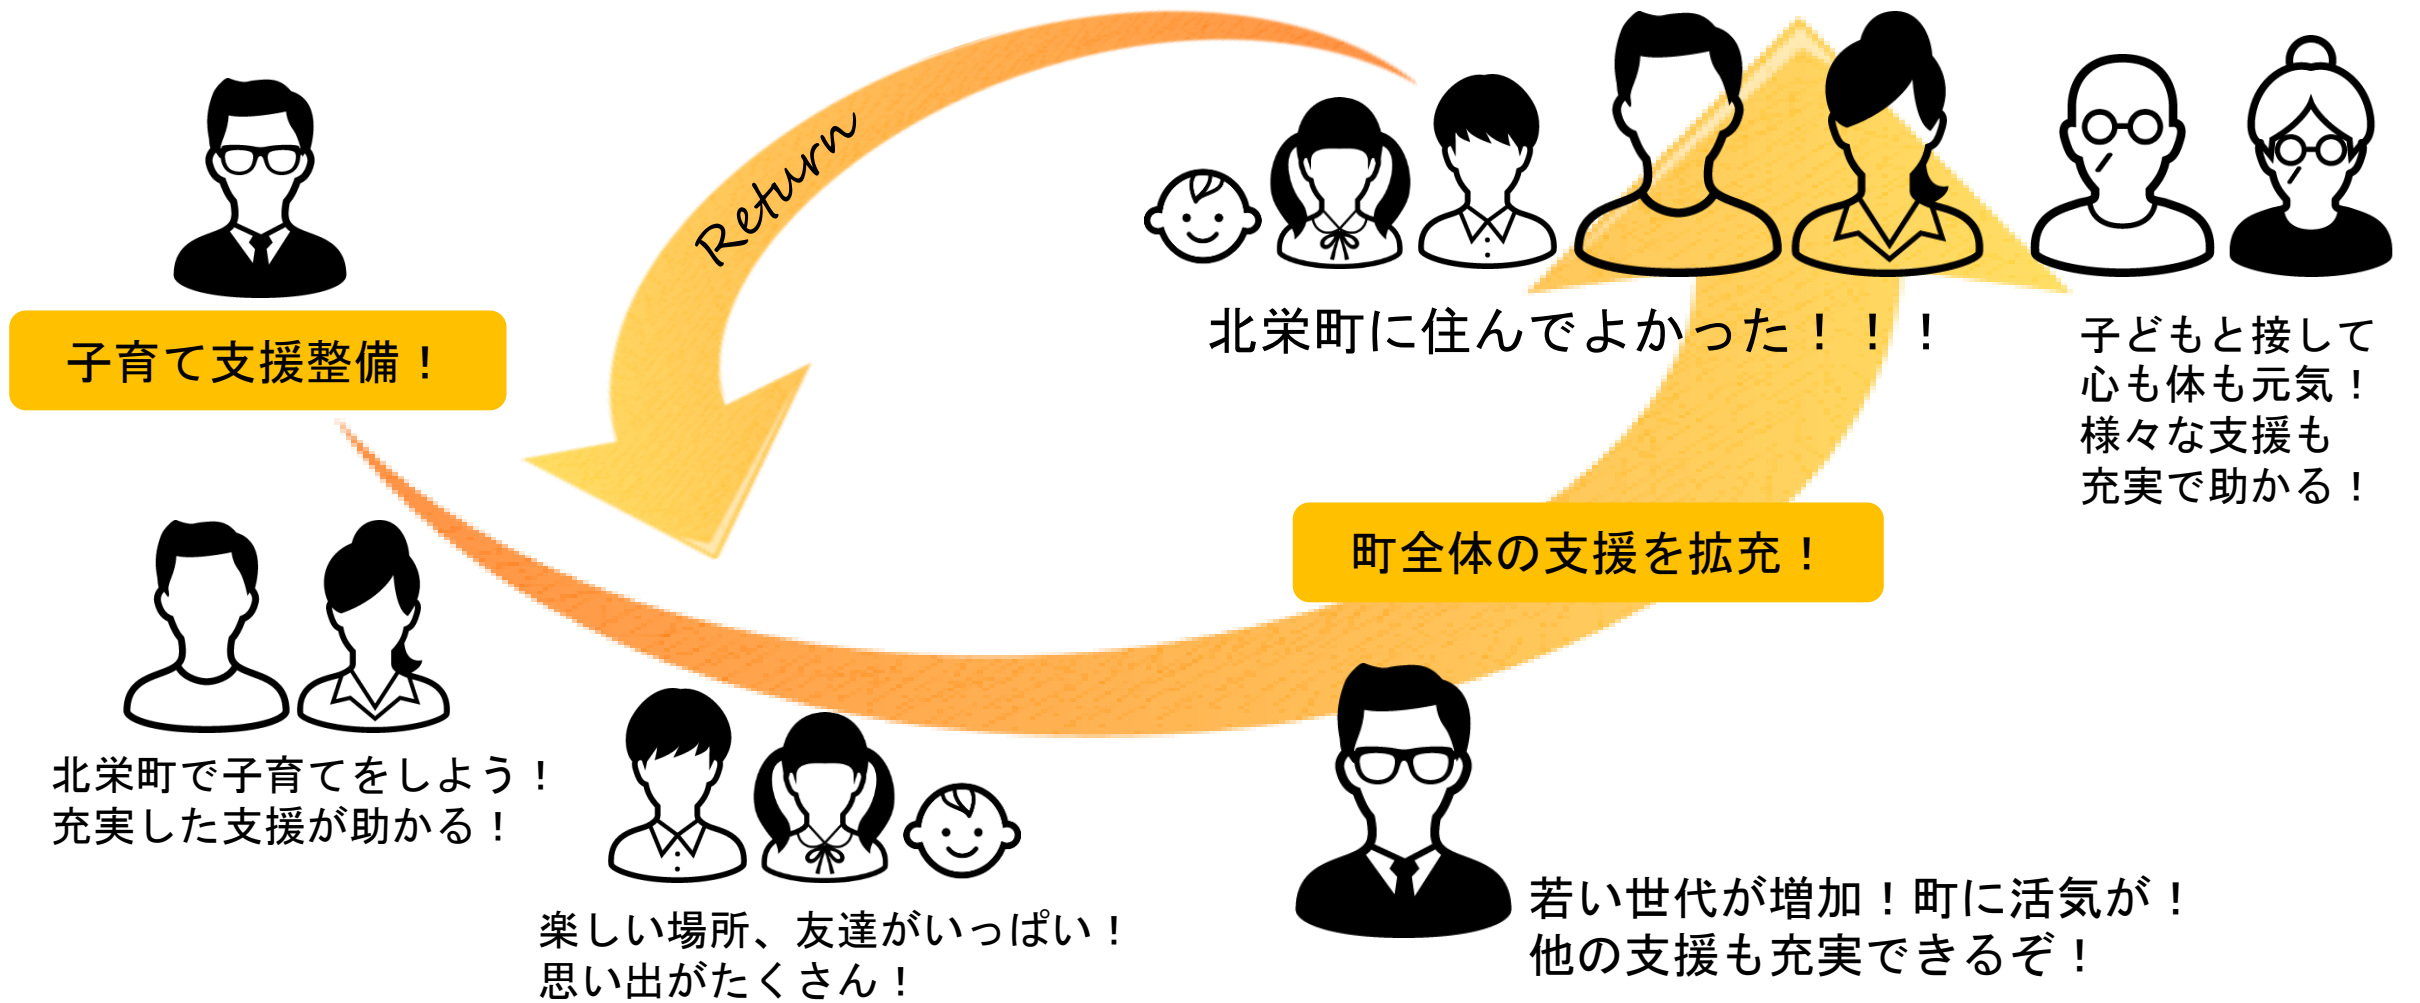 Return
子育て支援整備！
北栄町で子育てをしよう！
充実した支援が助かる！
楽しい場所、友達がいっぱい！
思い出がたくさん！
若い世代が増加！町に活気が！
他の支援も充実できるぞ！
町全体の支援を拡充！
北栄町に住んでよかった！！！
子どもと接して
心も体も元気！
様々な支援も
充実で助かる！